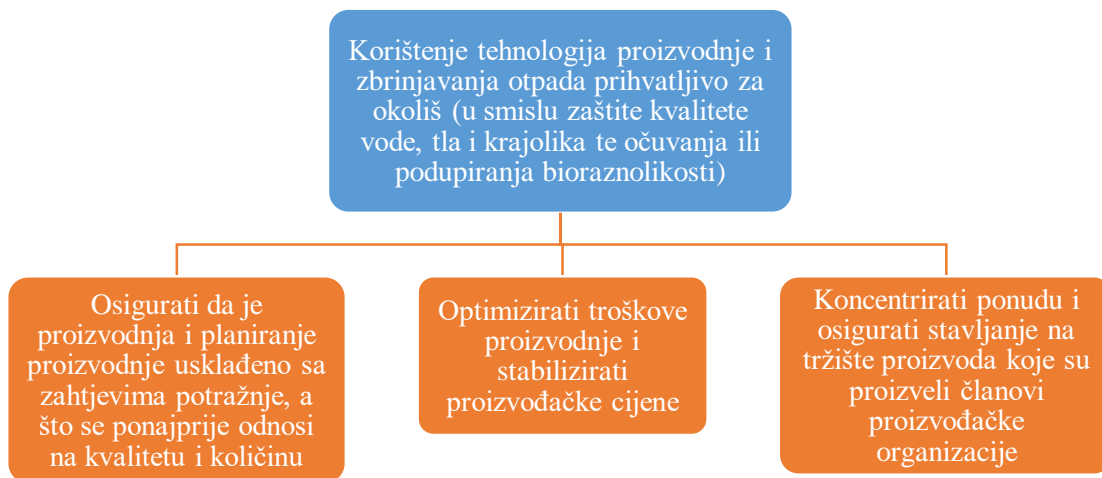 Korištenje tehnologija proizvodnje i
zbrinjavanja otpada prihvatljivo za
okoliš (u smislu zaštite kvalitete
vode, tla i krajolika te očuvanja ili
podupiranja bioraznolikosti)
Osigurati da je
proizvodnja i planiranje
proizvodnje usklađeno sa
zahtjevima potražnje, a
što se ponajprije odnosi
na kvalitetu i količinu
Optimizirati troškove
proizvodnje i
stabilizirati
proizvođačke cijene
Koncentrirati ponudu i
osigurati stavljanje na
tržište proizvoda koje su
proizveli članovi
proizvođačke
organizacije